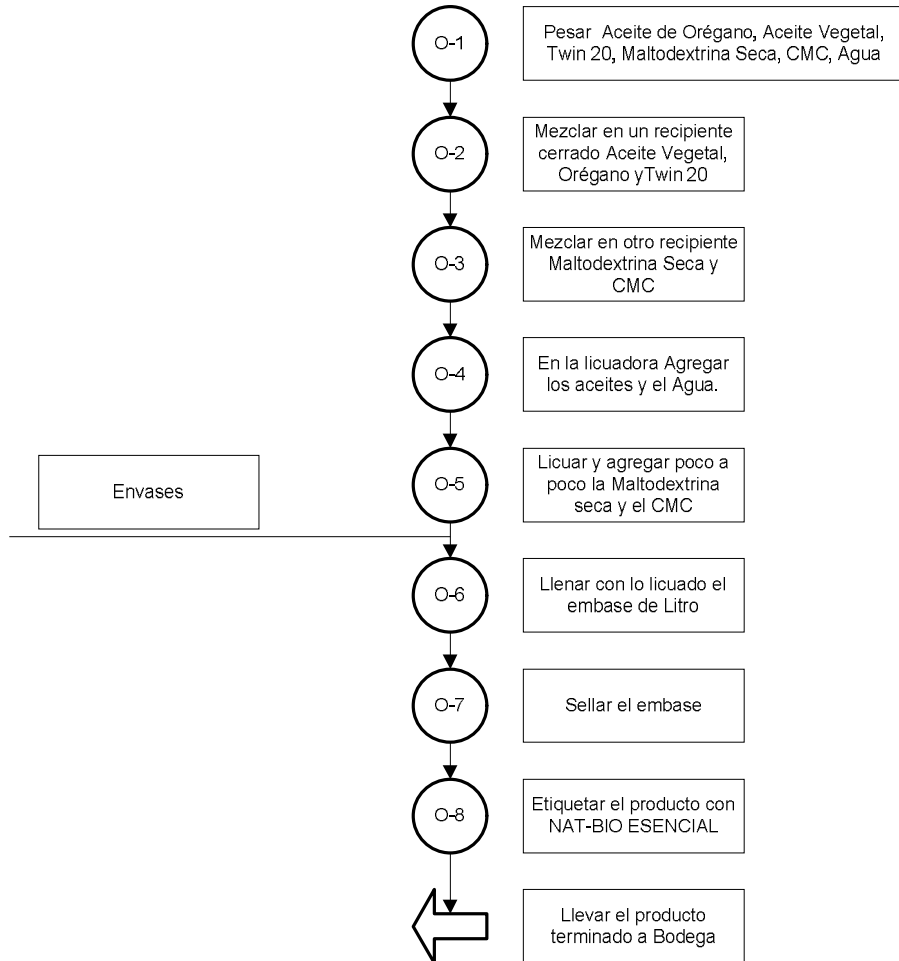 O-1
Pesar Aceite de Orégano, Aceite Vegetal,
Twin 20, Maltodextrina Seca, CMC, Agua
O-2
Mezclar en un recipiente
cerrado Aceite Vegetal,
Orégano yTwin 20
O-3
Mezclar en otro recipiente
Maltodextrina Seca y
CMC
O-4
En la licuadora Agregar
los aceites y el Agua.
Envases
O-5
Licuar y agregar poco a
poco la Maltodextrina
seca y el CMC
O-6
Llenar con lo licuado el
embase de Litro
O-7
Sellar el embase
O-8
Etiquetar el producto con
NAT-BIO ESENCIAL
Llevar el producto
terminado a Bodega